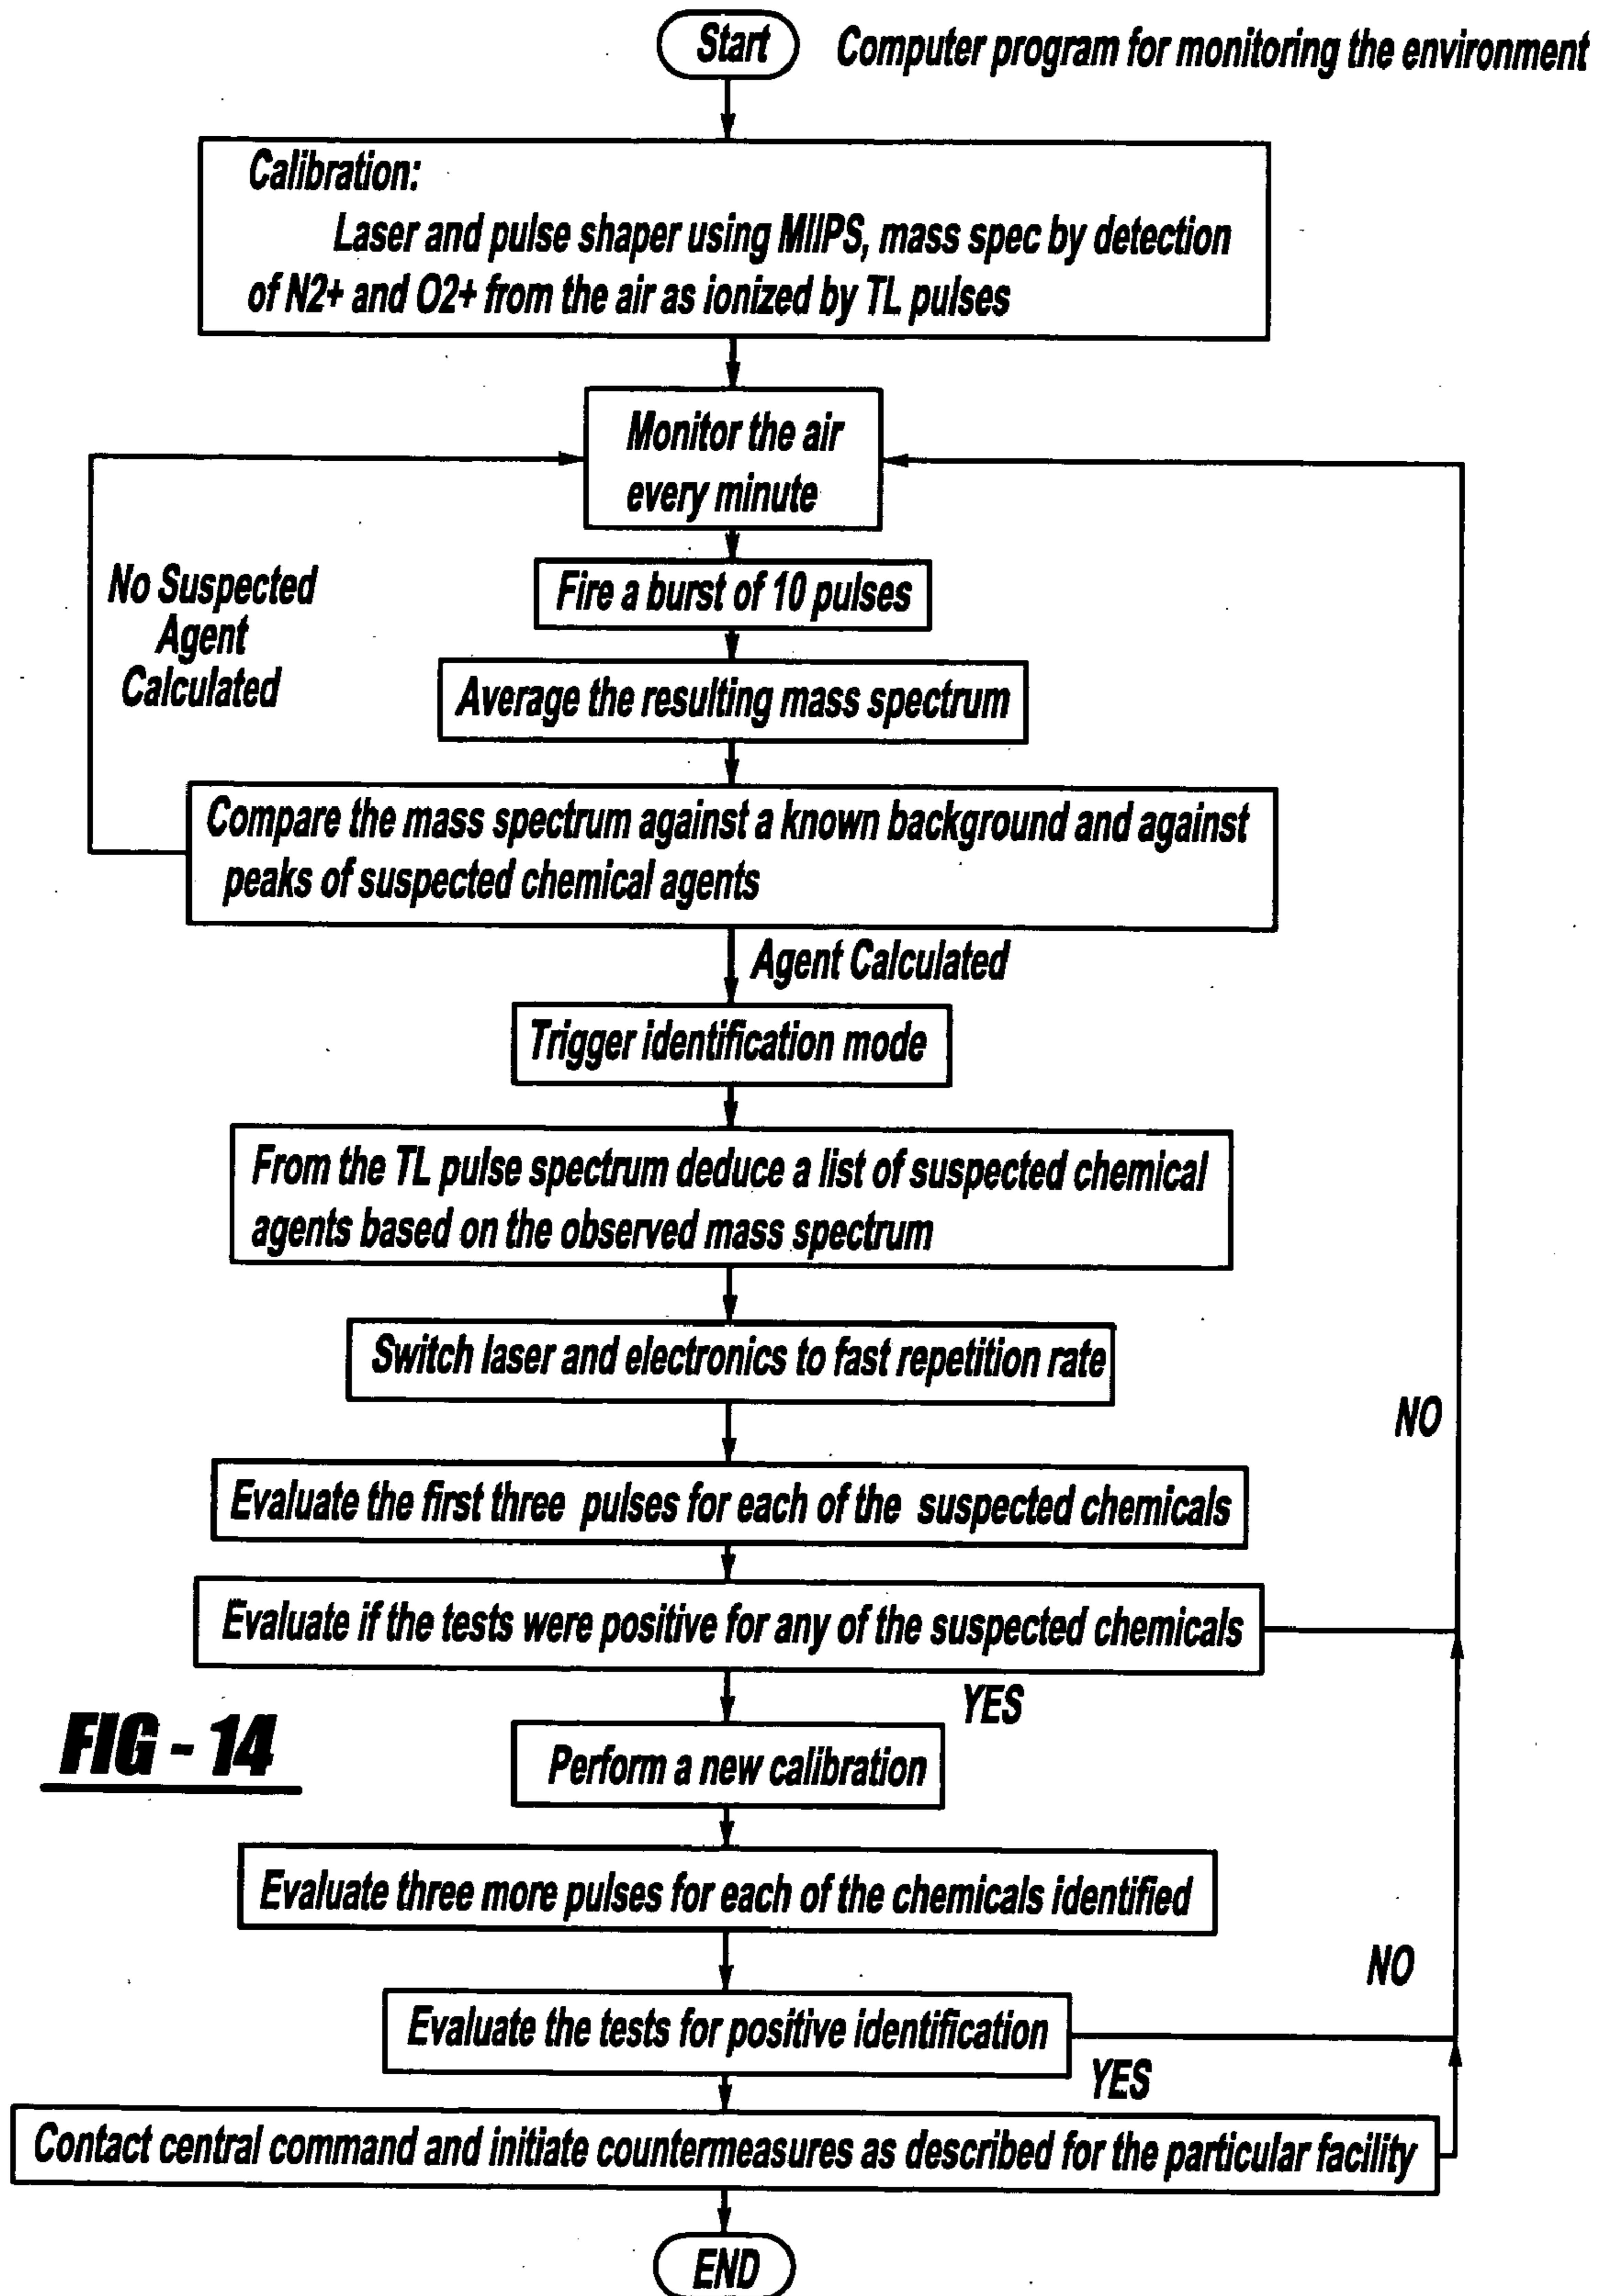 Start
Computer program for monitoring the environment
Calibration:
Laser and pulse shaper using MIIPS, mass spec by detection
of N2+ and O2+ from the air as ionized by TL pulses
Monitor the air
every minute
No Suspected
Agent
Calculated
Fire a burst of 10 pulses
Average the resulting mass spectrum
Compare the mass spectrum against a known background and against
peaks of suspected chemical agents
Agent Calculated
Trigger identification mode
From the TL pulse spectrum deduce a list of suspected chemical
agents based on the observed mass spectrum
Switch laser and electronics to fast repetition rate
NO
Evaluate the first three pulses for each of the suspected chemicals
Evaluate if the tests were positive for any of the suspected chemicals
YES
FIG - 14
Perform a new calibration
Evaluate three more pulses for each of the chemicals identified
NO
Evaluate the tests for positive identification
YES
Contact central command and initiate countermeasures as described for the particular facility
END